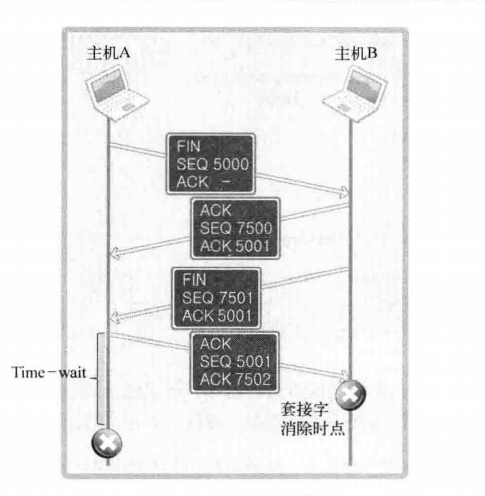 主机A
主机B
FIN
SEQ 5000
ACK -
ACK
SEQ 7500
ACK 5001
FIN
SEQ 7501
ACK 5001
ACK
SEQ 5001
ACK 7502
Time-wait
套接字
消除时点